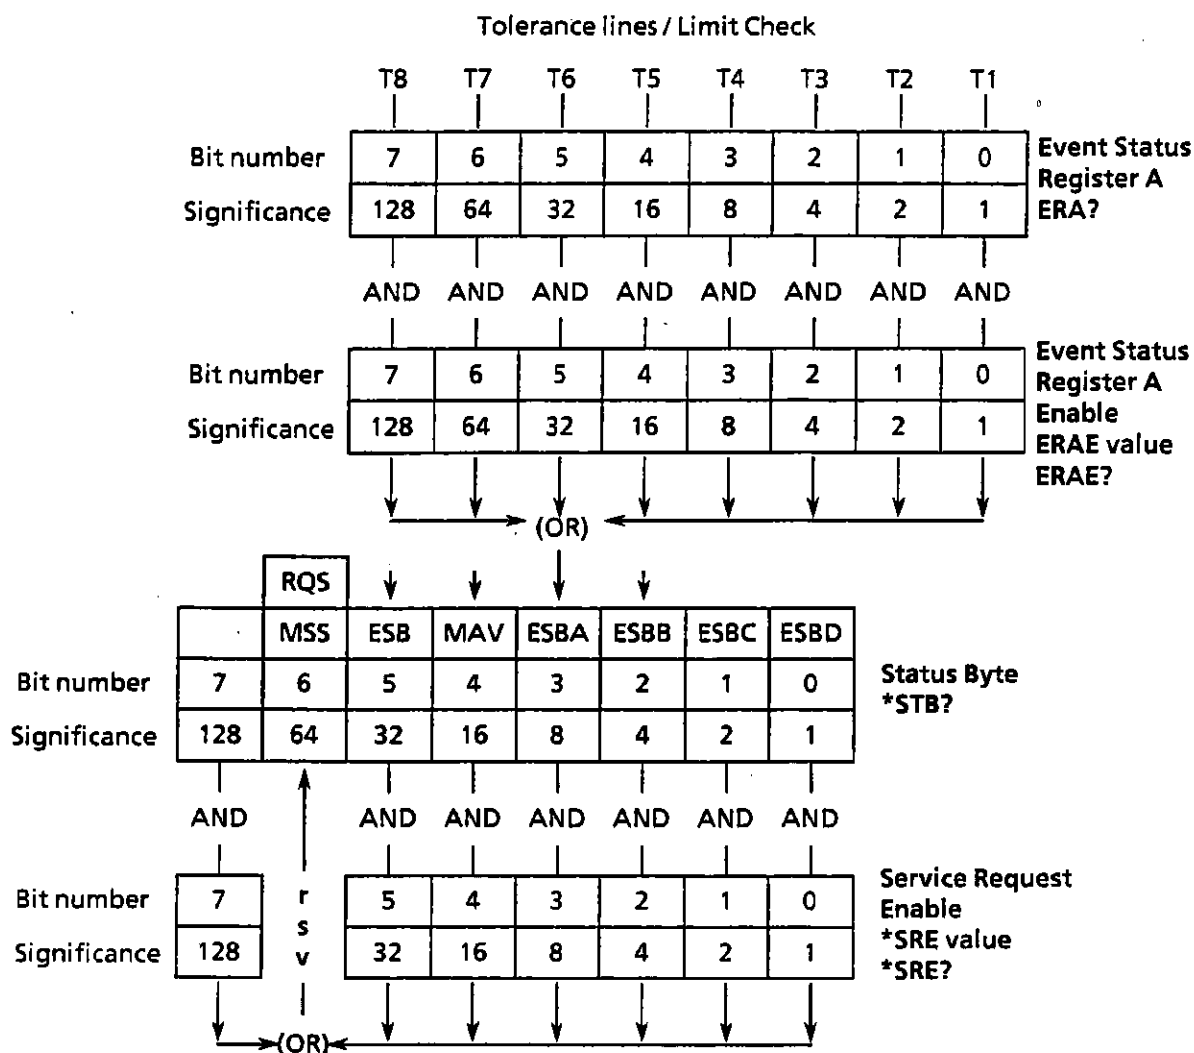 Tolerance lines / Limit Check
T8 T7 T6 T5 T4 T3 T2 T1
Bit number 7 6 5 4 3 2 1 0 Event Status
Register A
Significance 128 64 32 16 8 4 2 1 ERA?
AND AND AND AND AND AND AND AND
Bit number 7 6 5 4 3 2 1 0 Event Status
Register A
Significance 128 64 32 16 8 4 2 1 Enable
ERAE value
ERAE?
(OR)
RQS
MSS ESB MAV ESBA ESBB ESBC ESBD
Bit number 7 6 5 4 3 2 1 0 Status Byte
*STB?
Significance 128 64 32 16 8 4 2 1
AND AND AND AND AND AND AND
Bit number 7 r 5 4 3 2 1 0 Service Request
Enable
s
Significance 128 v 32 16 8 4 2 1 *SRE value
*SRE?
(OR)